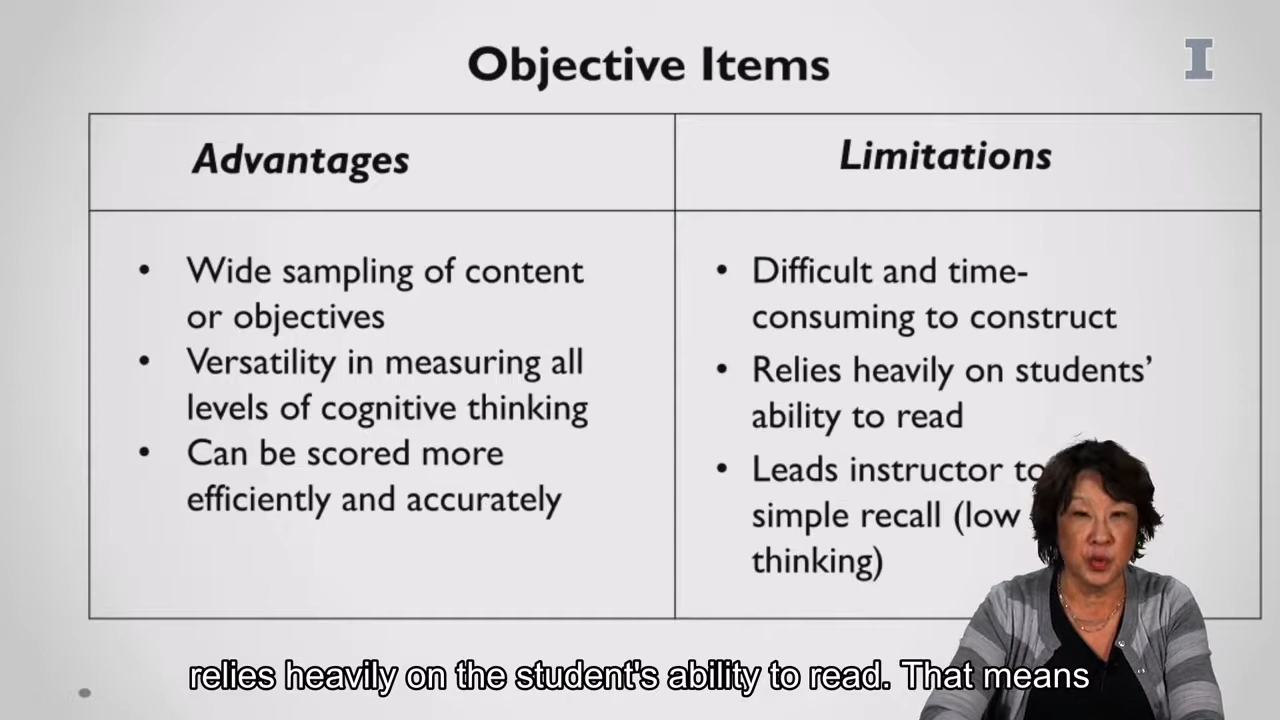 Objective Items
I
Advantages
Limitations
• Wide sampling of content
or objectives
• Versatility in measuring all
levels of cognitive thinking
• Can be scored more
efficiently and accurately
• Difficult and time-
consuming to construct
• Relies heavily on students’
ability to read
• Leads instructor to
simple recall (low
thinking)
relies heavily on the student's ability to read. That means